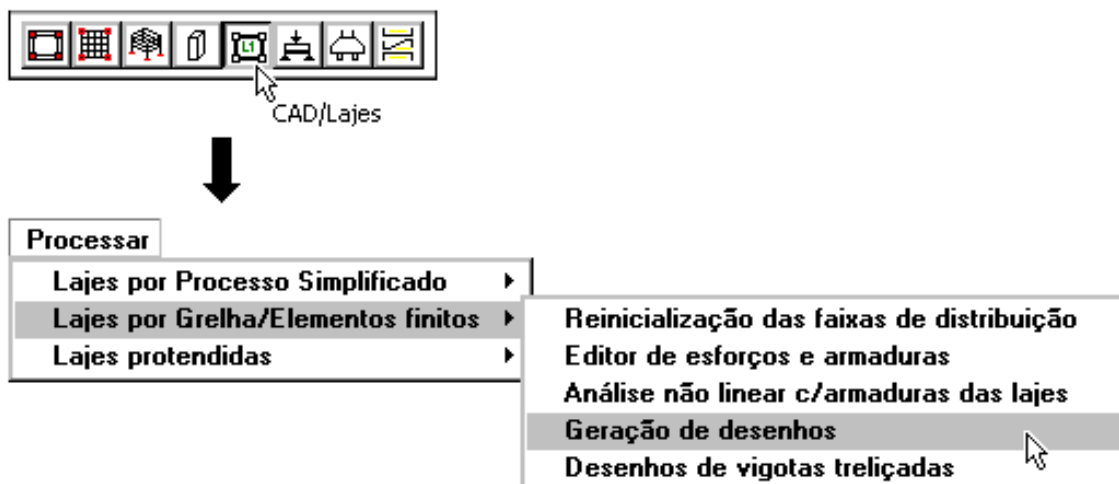 L1
CAD/Lajes
Processar
Lajes por Processo Simplificado
Lajes por Grelha/Elementos finitos
Lajes protendidas
Reinicialização das faixas de distribuição
Editor de esforços e armaduras
Análise não linear c/armaduras das lajes
Geração de desenhos
Desenhos de vigotas treliçadas